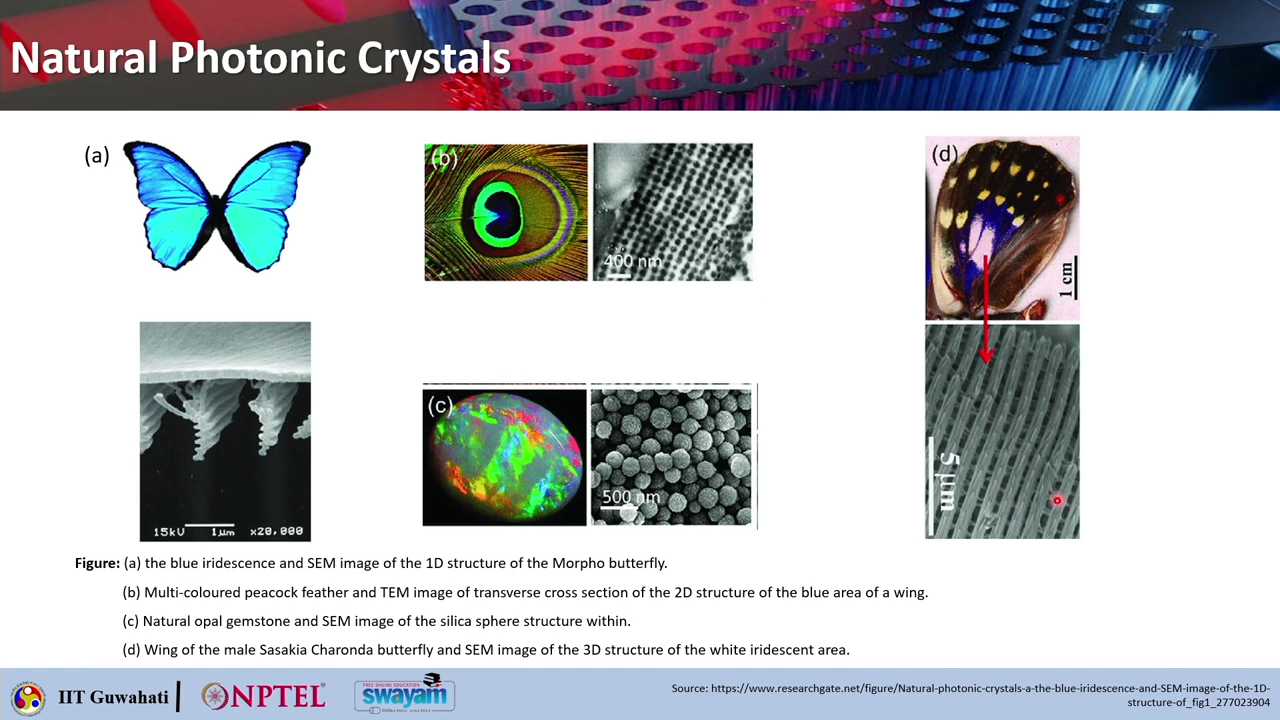 Natural Photonic Crystals
(a)
(b)
400 nm
(d)
1 cm
(c)
500 nm
5 μm
15kV 1μm x20,000
Figure: (a) the blue iridescence and SEM image of the 1D structure of the Morpho butterfly.
(b) Multi-coloured peacock feather and TEM image of transverse cross section of the 2D structure of the blue area of a wing.
(c) Natural opal gemstone and SEM image of the silica sphere structure within.
(d) Wing of the male Sasakia Charonda butterfly and SEM image of the 3D structure of the white iridescent area.
IIT Guwahati
NPTEL
FREE ONLINE EDUCATION
swayam
Source: https://www.researchgate.net/figure/Natural-photonic-crystals-a-the-blue-iridescence-and-SEM-image-of-the-1D-
structure-of_fig1_277023904